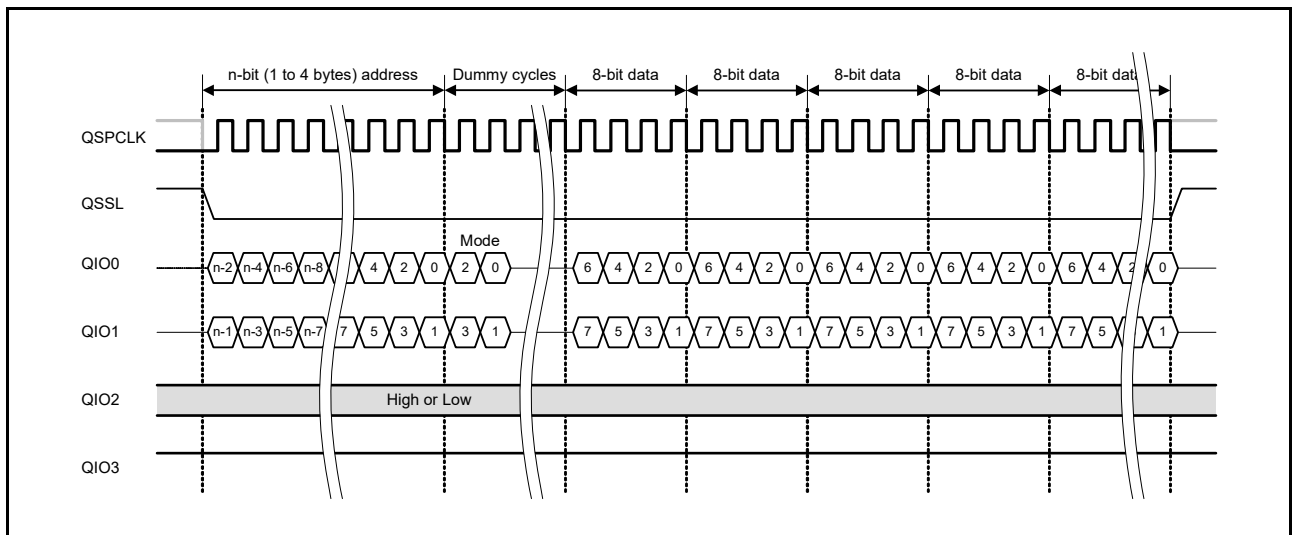 n-bit (1 to 4 bytes) address Dummy cycles 8-bit data 8-bit data 8-bit data 8-bit data 8-bit data
QSPCLK
QSSL
Mode
QIO0 n-2 n-4 n-6 n-8 4 2 0 2 0 6 4 2 0 6 4 2 0 6 4 2 0 6 4 2 0 6 4 2 0
QIO1 n-1 n-3 n-5 n-7 7 5 3 1 3 1 7 5 3 1 7 5 3 1 7 5 3 1 7 5 3 1 7 5 1
QIO2 High or Low
QIO3